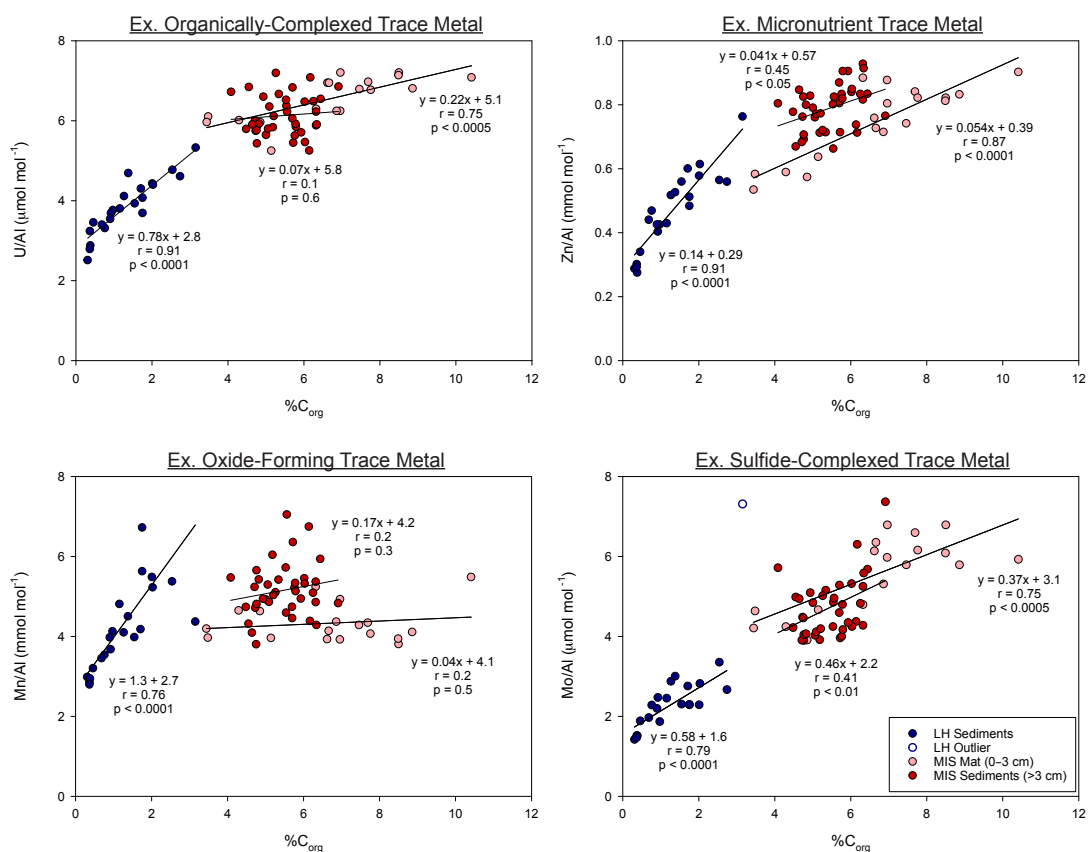 Ex. Organically-Complexed Trace Metal
8
6
4
2
0
U/Al (μmol mol⁻¹)
y = 0.22x + 5.1
r = 0.75
p < 0.0005
y = 0.07x + 5.8
r = 0.1
p = 0.6
y = 0.78x + 2.8
r = 0.91
p < 0.0001
0 2 4 6 8 10 12
%C_org
Ex. Micronutrient Trace Metal
1.0
0.8
0.6
0.4
0.2
0.0
Zn/Al (mmol mol⁻¹)
y = 0.041x + 0.57
r = 0.45
p < 0.05
y = 0.054x + 0.39
r = 0.87
p < 0.0001
y = 0.14 + 0.29
r = 0.91
p < 0.0001
0 2 4 6 8 10 12
%C_org
Ex. Oxide-Forming Trace Metal
8
6
4
2
0
Mn/Al (mmol mol⁻¹)
y = 0.17x + 4.2
r = 0.2
p = 0.3
y = 1.3 + 2.7
r = 0.76
p < 0.0001
y = 0.04x + 4.1
r = 0.2
p = 0.5
0 2 4 6 8 10 12
%C_org
Ex. Sulfide-Complexed Trace Metal
8
6
4
2
0
Mo/Al (μmol mol⁻¹)
y = 0.37x + 3.1
r = 0.75
p < 0.0005
y = 0.46x + 2.2
r = 0.41
p < 0.01
y = 0.58 + 1.6
r = 0.79
p < 0.0001
LH Sediments
LH Outlier
MIS Mat (0–3 cm)
MIS Sediments (>3 cm)
0 2 4 6 8 10 12
%C_org